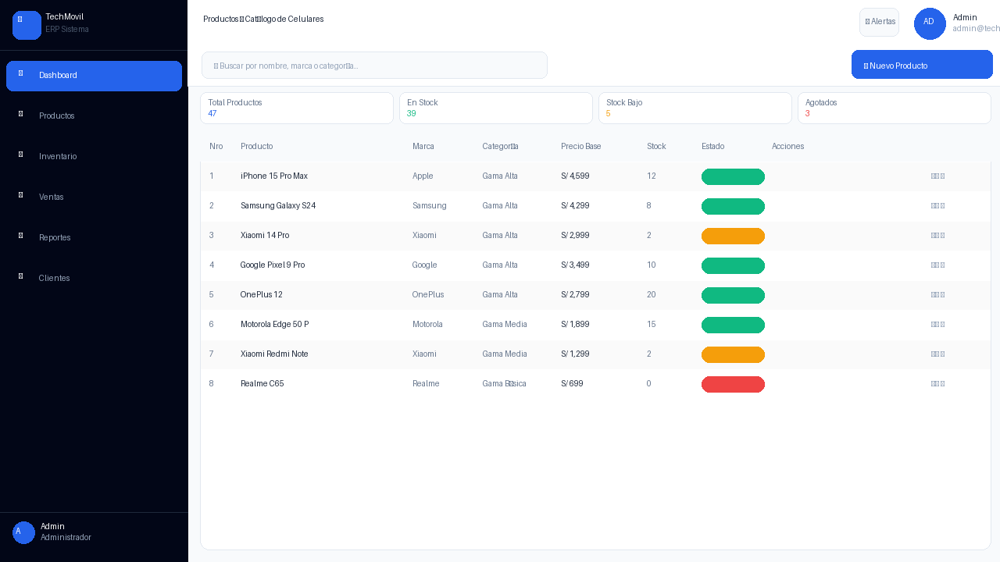 TechMovil
ERP Sistema
Dashboard
Productos
Inventario
Ventas
Reportes
Clientes
Admin
Administrador
A
Productos Cat▯logo de Celulares
Alertas
AD
Admin
admin@tech
Buscar por nombre, marca o categor▯a...
Nuevo Producto
Total Productos
47
En Stock
39
Stock Bajo
5
Agotados
3
Nro Producto Marca Categor▯a Precio Base Stock Estado Acciones
1 iPhone 15 Pro Max Apple Gama Alta S/ 4,599 12
2 Samsung Galaxy S24 Samsung Gama Alta S/ 4,299 8
3 Xiaomi 14 Pro Xiaomi Gama Alta S/ 2,999 2
4 Google Pixel 9 Pro Google Gama Alta S/ 3,499 10
5 OnePlus 12 OnePlus Gama Alta S/ 2,799 20
6 Motorola Edge 50 P Motorola Gama Media S/ 1,899 15
7 Xiaomi Redmi Note Xiaomi Gama Media S/ 1,299 2
8 Realme C65 Realme Gama B▯sica S/ 699 0